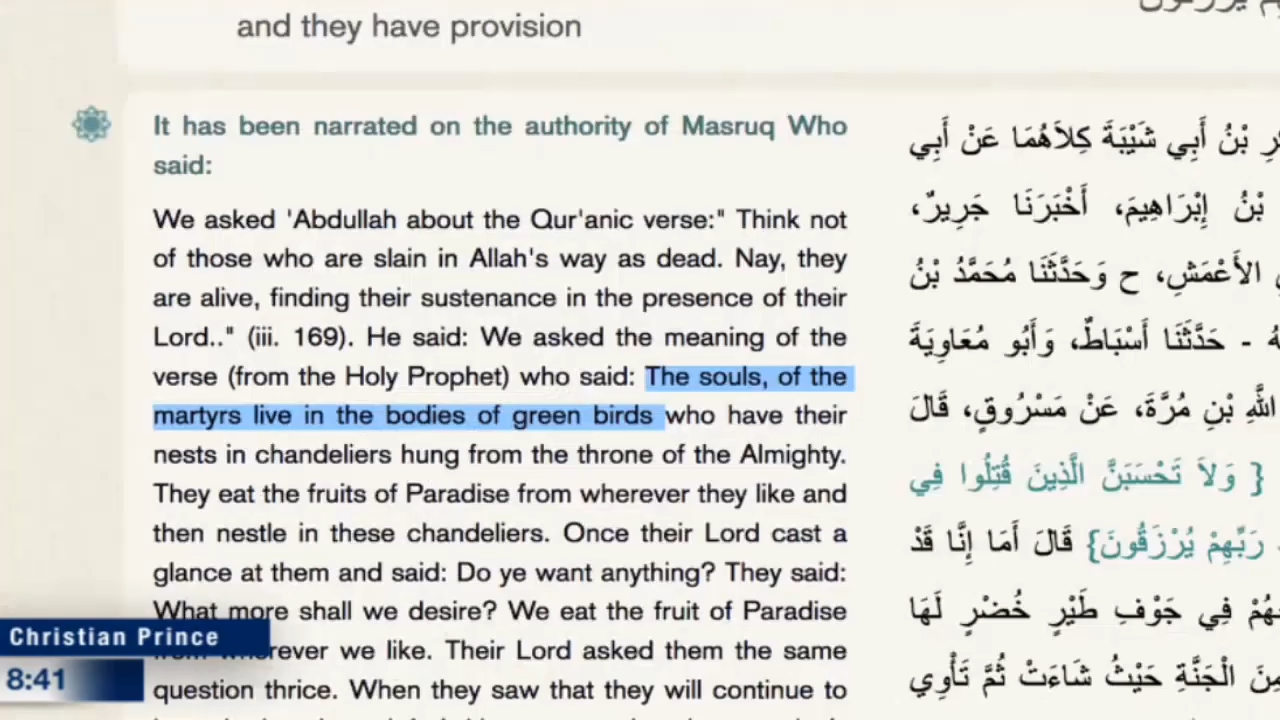 and they have provision
It has been narrated on the authority of Masruq Who
said:
We asked 'Abdullah about the Qur'anic verse:" Think not
of those who are slain in Allah's way as dead. Nay, they
are alive, finding their sustenance in the presence of their
Lord.." (iii. 169). He said: We asked the meaning of the
verse (from the Holy Prophet) who said: The souls, of the
martyrs live in the bodies of green birds who have their
nests in chandeliers hung from the throne of the Almighty.
They eat the fruits of Paradise from wherever they like and
then nestle in these chandeliers. Once their Lord cast a
glance at them and said: Do ye want anything? They said:
What more shall we desire? We eat the fruit of Paradise
from wherever we like. Their Lord asked them the same
question thrice. When they saw that they will continue to
بْنُ أَبِي شَيْبَةَ كِلاَهُمَا عَنْ أَبِي
بْنُ إِبْرَاهِيمَ، أَخْبَرَنَا جَرِيرٌ،
الأَعْمَشِ، ح وَحَدَّثَنَا مُحَمَّدُ بْنُ
- حَدَّثَنَا أَسْبَاطٌ، وَأَبُو مُعَاوِيَةَ
اللَّهِ بْنِ مُرَّةَ، عَنْ مَسْرُوقٍ، قَالَ
{ وَلاَ تَحْسَبَنَّ الَّذِينَ قُتِلُوا فِي
رَبِّهِمْ يُرْزَقُونَ} قَالَ أَمَا إِنَّا قَدْ
فِي جَوْفِ طَيْرٍ خُضْرٍ لَهَا
الْجَنَّةِ حَيْثُ شَاءَتْ ثُمَّ تَأْوِي
Christian Prince
8:41